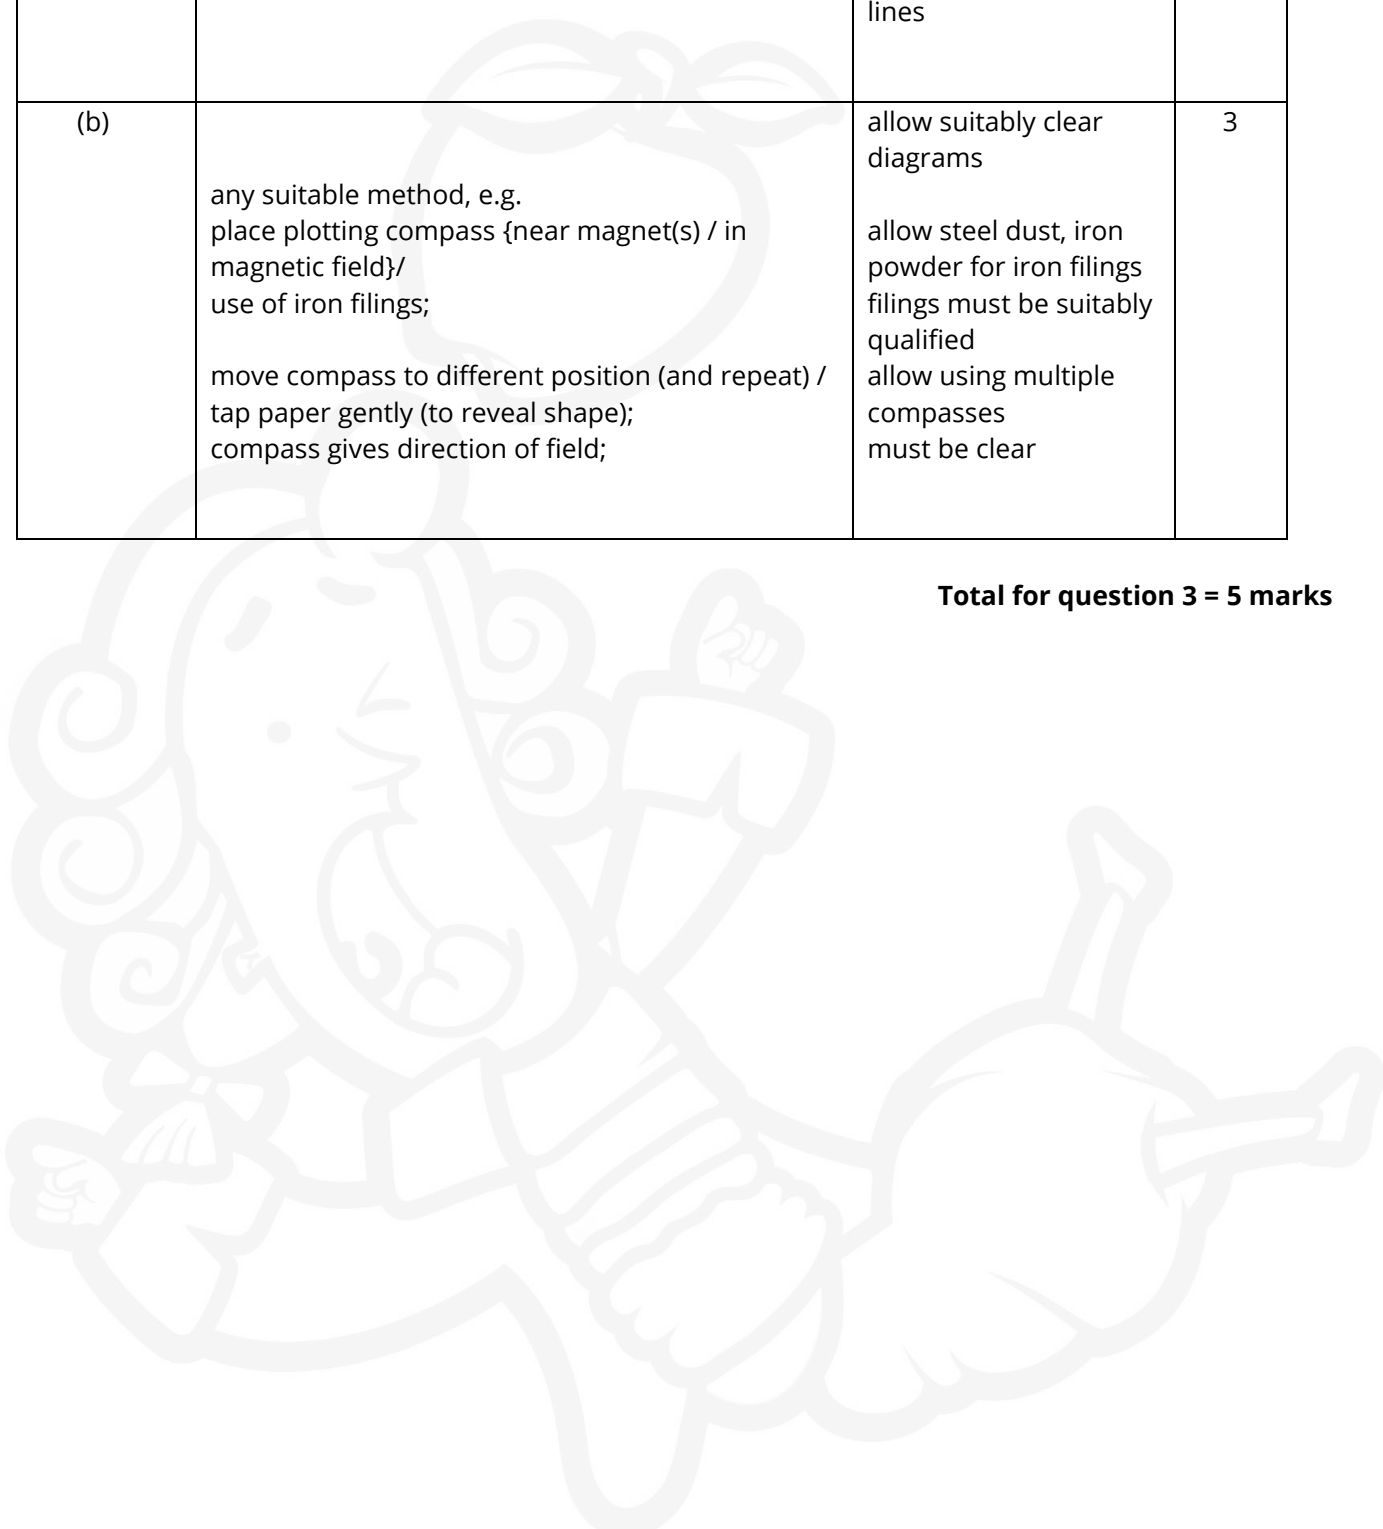 lines
(b)
allow suitably clear
3
diagrams
any suitable method, e.g.
place plotting compass {near magnet(s) / in
allow steel dust, iron
magnetic field}/
powder for iron filings
use of iron filings;
filings must be suitably
qualified
move compass to different position (and repeat) /
allow using multiple
tap paper gently (to reveal shape);
compasses
compass gives direction of field;
must be clear
Total for question 3 = 5 marks